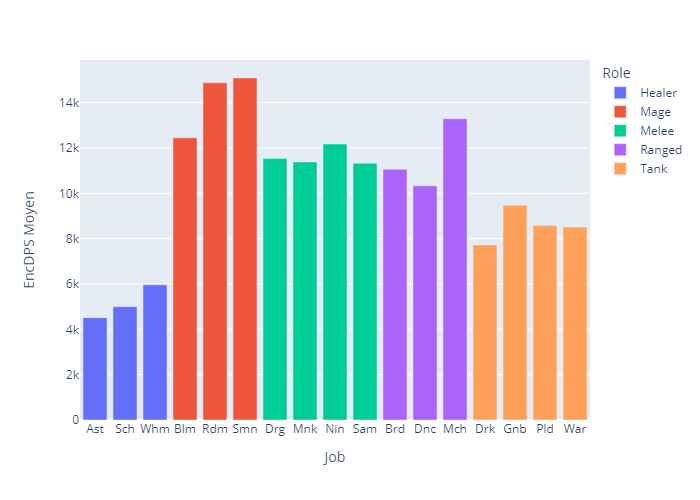 Role
Healer
Mage
Melee
Ranged
Tank
EncDPS Moyen
14k
12k
10k
8k
6k
4k
2k
0
Ast Sch Whm Blm Rdm Smn Drg Mnk Nin Sam Brd Dnc Mch Drk Gnb Pld War
Job